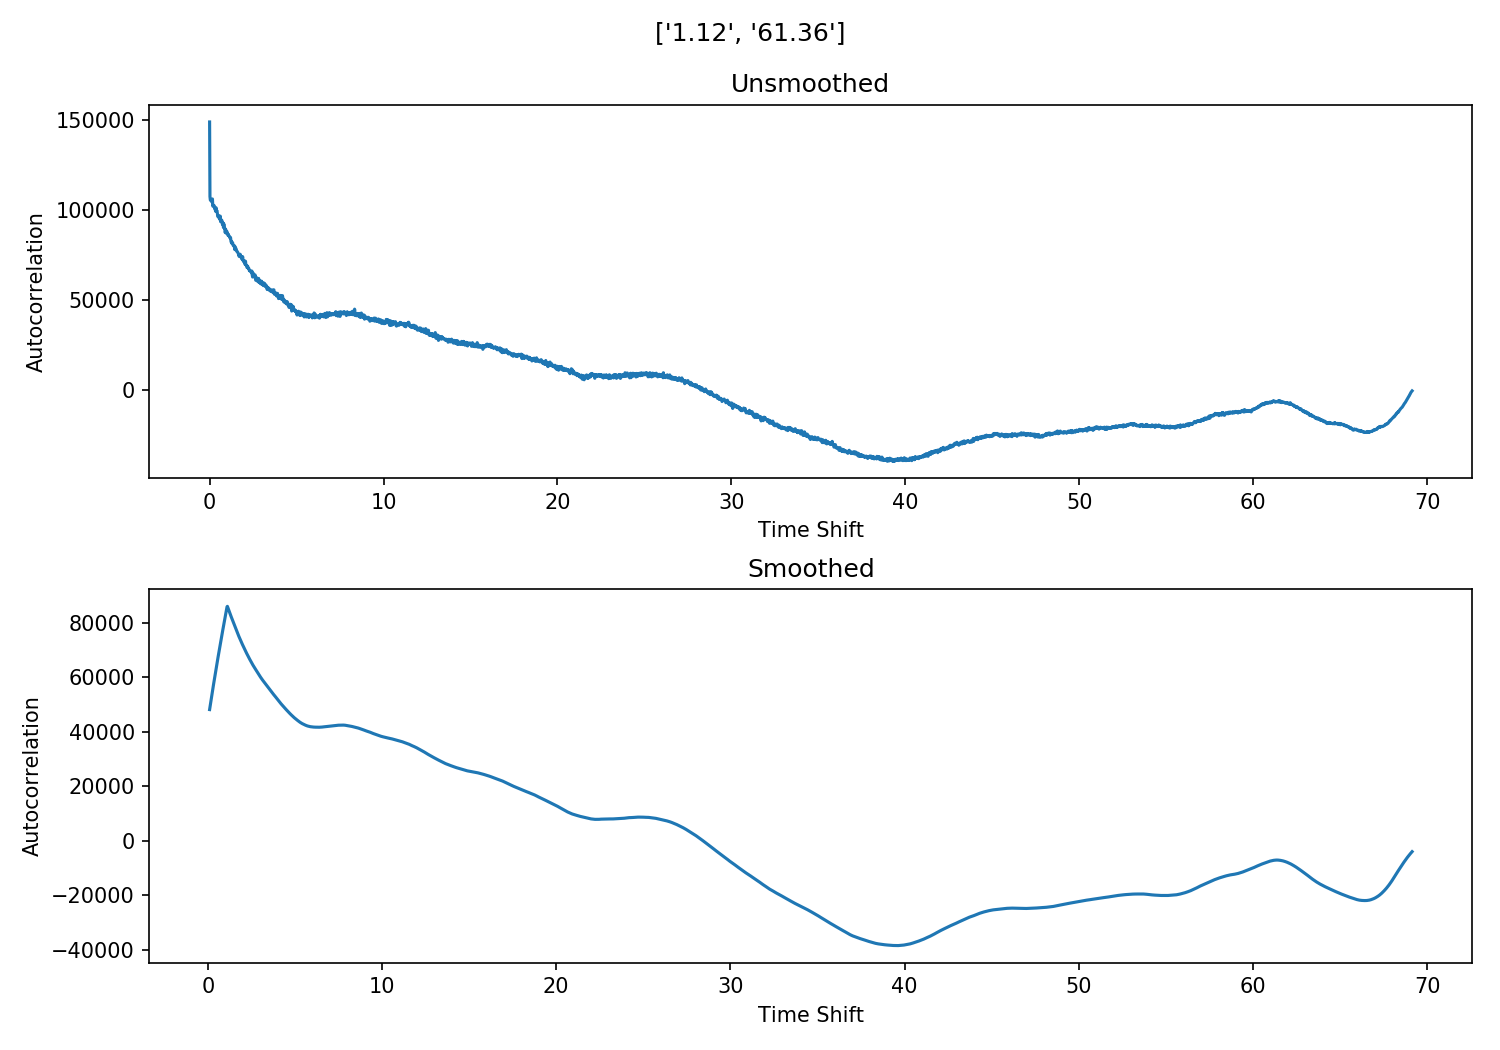 ['1.12', '61.36']
Unsmoothed
150000
100000
50000
0
Autocorrelation
0 10 20 30 40 50 60 70
Time Shift
Smoothed
80000
60000
40000
20000
0
−20000
−40000
Autocorrelation
0 10 20 30 40 50 60 70
Time Shift